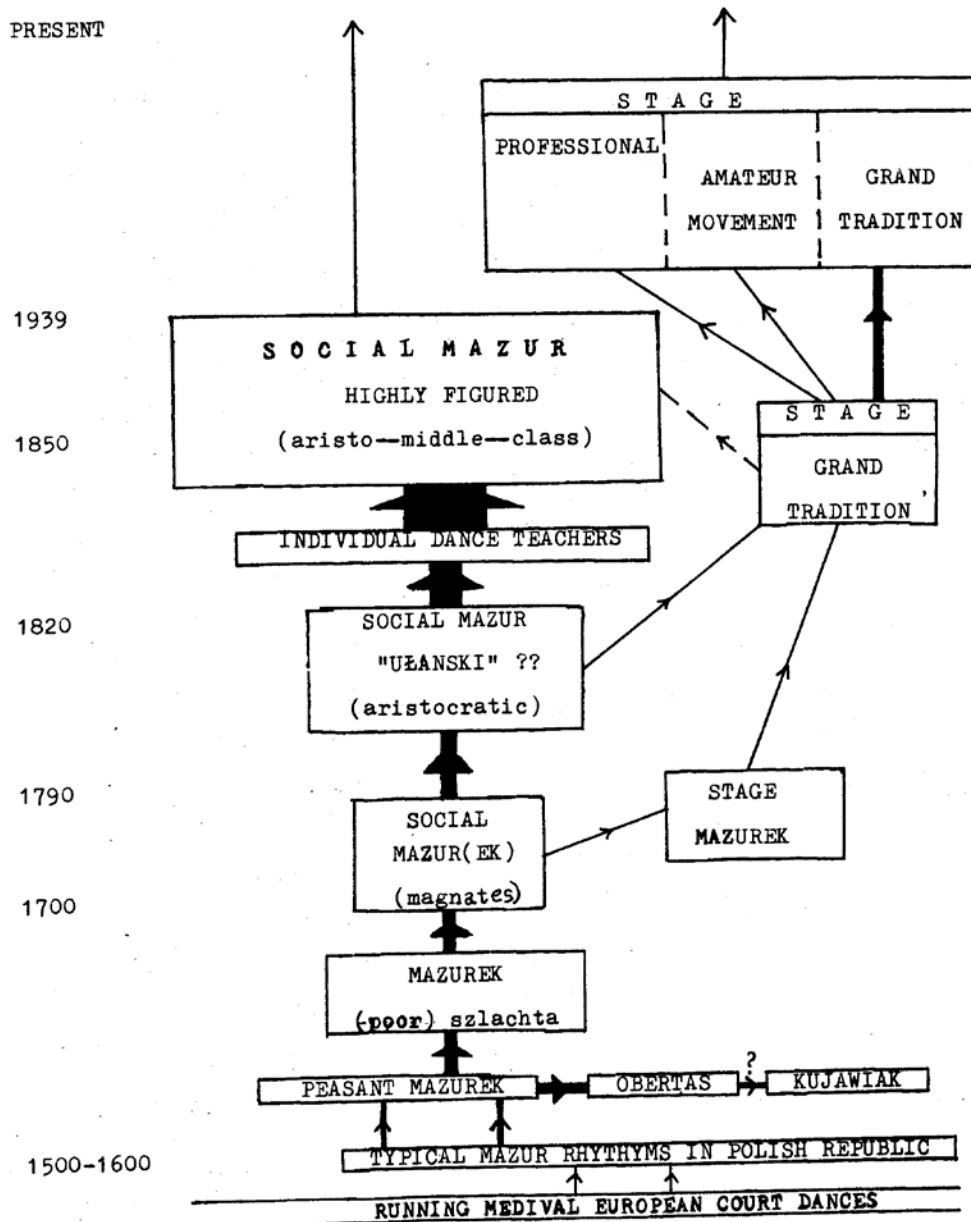 PRESENT
S T A G E
PROFESSIONAL
AMATEUR
MOVEMENT
GRAND
TRADITION
1939
S O C I A L M A Z U R
HIGHLY FIGURED
(aristo—middle—class)
1850
S T A G E
GRAND
TRADITION
INDIVIDUAL DANCE TEACHERS
1820
SOCIAL MAZUR
"UŁANSKI" ??
(aristocratic)
1790
SOCIAL
MAZUR(EK)
(magnates)
STAGE
MAZUREK
1700
MAZUREK
(poor) szlachta
PEASANT MAZUREK
OBERTAS
?
KUJAWIAK
1500-1600
TYPICAL MAZUR RHYTHYMS IN POLISH REPUBLIC
RUNNING MEDIVAL EUROPEAN COURT DANCES